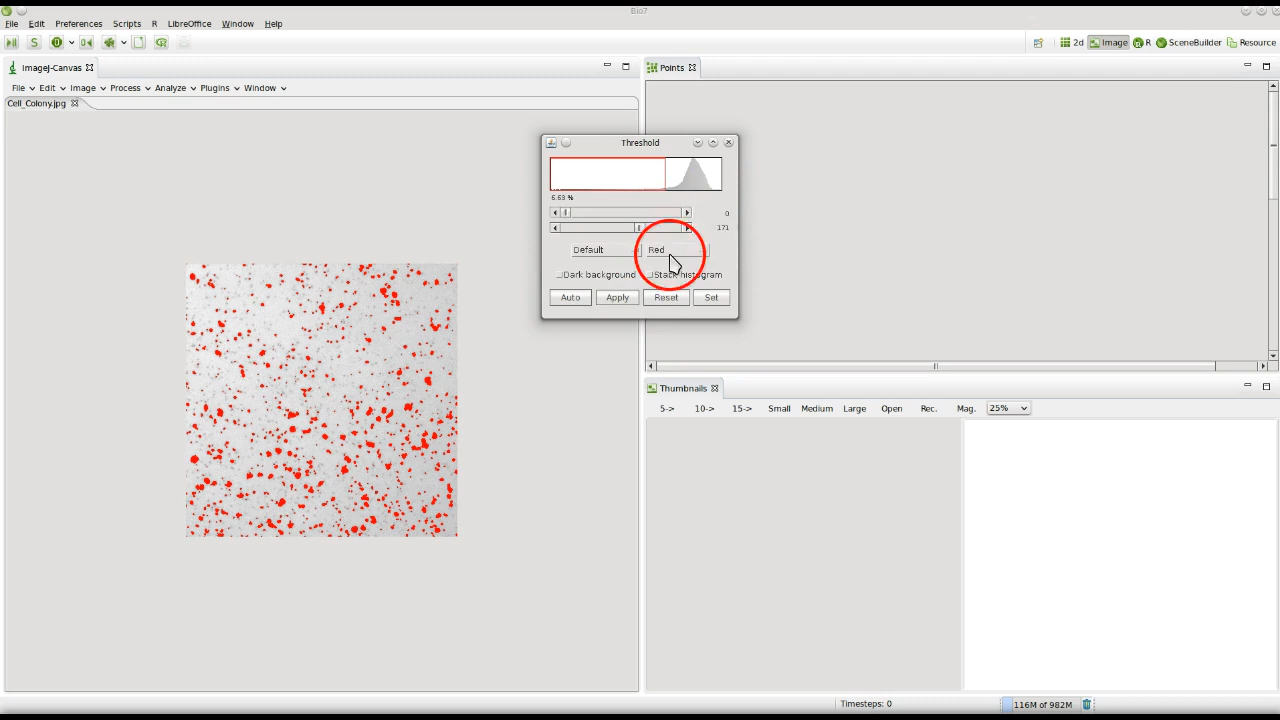 Bio7
File Edit Preferences Scripts R LibreOffice Window Help
S 2d Image R SceneBuilder Resource
ImageJ-Canvas
Points
File Edit Image Process Analyze Plugins Window
Cell_Colony.jpg
Threshold
6.63 %
0
171
Default Red
Dark background Stack histogram
Auto Apply Reset Set
Thumbnails
5-> 10-> 15-> Small Medium Large Open Rec. Mag. 25%
Timesteps: 0 116M of 982M